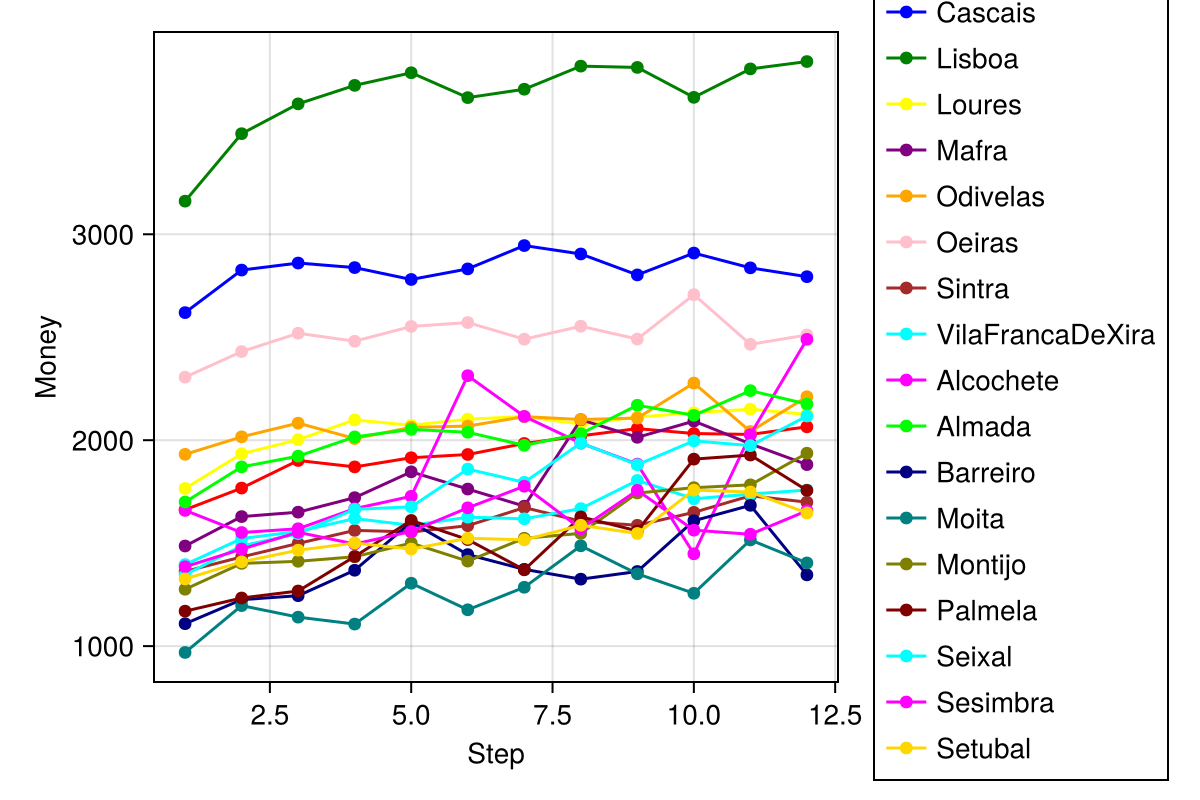 Cascais
Lisboa
Loures
Mafra
Odivelas
Oeiras
Sintra
VilaFrancaDeXira
Alcochete
Almada
Barreiro
Moita
Montijo
Palmela
Seixal
Sesimbra
Setubal
3000
2000
1000
Money
2.5 5.0 7.5 10.0 12.5
Step